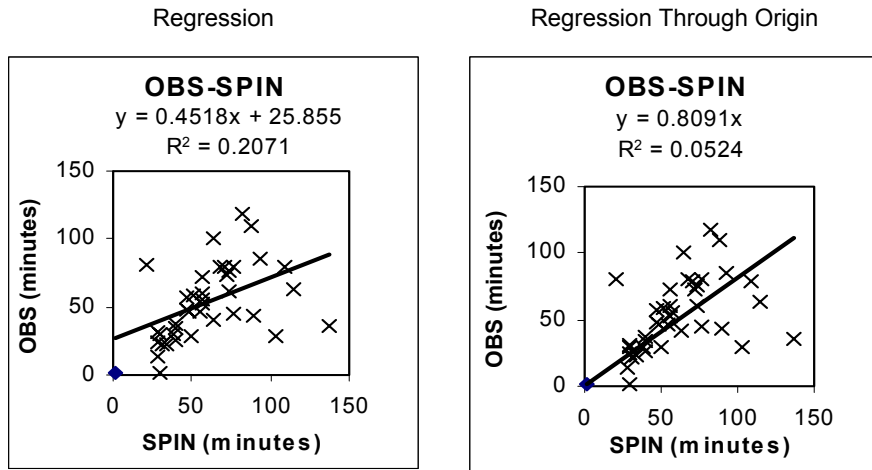 Regression
OBS-SPIN
y = 0.4518x + 25.855
R² = 0.2071
150
100
50
0
OBS (minutes)
0 50 100 150
SPIN (minutes)
Regression Through Origin
OBS-SPIN
y = 0.8091x
R² = 0.0524
150
100
50
0
OBS (minutes)
0 50 100 150
SPIN (minutes)